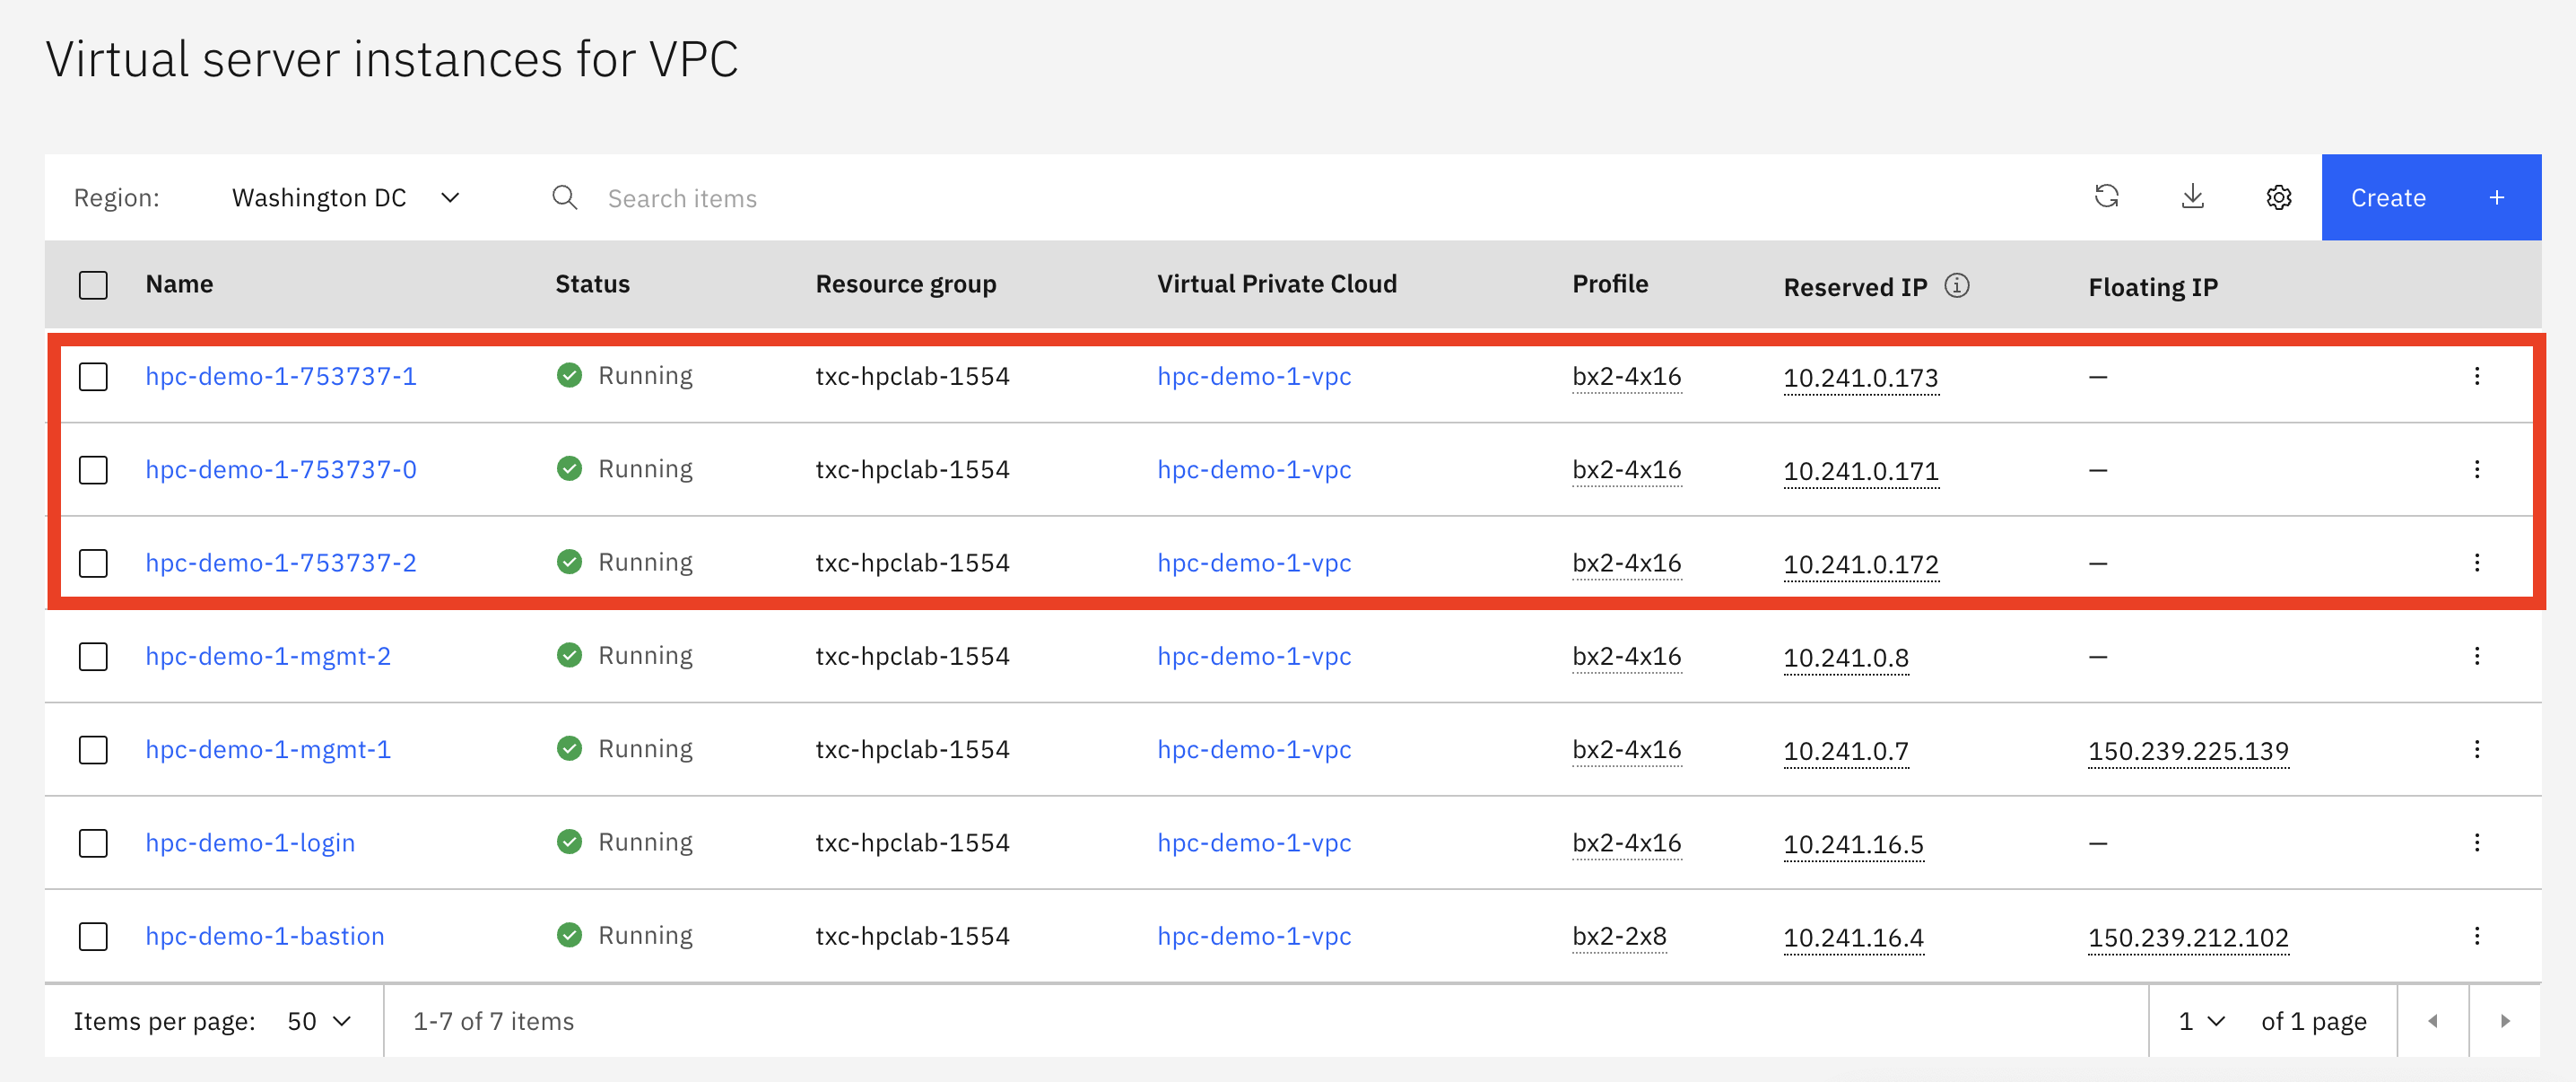 Virtual server instances for VPC
Region: Washington DC Search items Create +
Name Status Resource group Virtual Private Cloud Profile Reserved IP Floating IP
hpc-demo-1-753737-1 Running txc-hpclab-1554 hpc-demo-1-vpc bx2-4x16 10.241.0.173 –
hpc-demo-1-753737-0 Running txc-hpclab-1554 hpc-demo-1-vpc bx2-4x16 10.241.0.171 –
hpc-demo-1-753737-2 Running txc-hpclab-1554 hpc-demo-1-vpc bx2-4x16 10.241.0.172 –
hpc-demo-1-mgmt-2 Running txc-hpclab-1554 hpc-demo-1-vpc bx2-4x16 10.241.0.8 –
hpc-demo-1-mgmt-1 Running txc-hpclab-1554 hpc-demo-1-vpc bx2-4x16 10.241.0.7 150.239.225.139
hpc-demo-1-login Running txc-hpclab-1554 hpc-demo-1-vpc bx2-4x16 10.241.16.5 –
hpc-demo-1-bastion Running txc-hpclab-1554 hpc-demo-1-vpc bx2-2x8 10.241.16.4 150.239.212.102
Items per page: 50 1-7 of 7 items 1 of 1 page